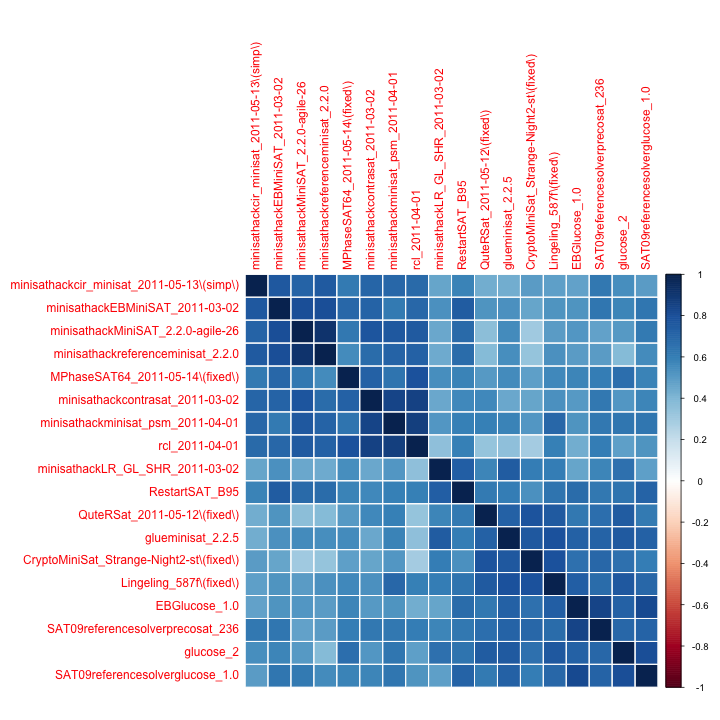 minisathackcir_minisat_2011-05-13\(simp\)
minisathackEBMiniSAT_2011-03-02
minisathackMiniSAT_2.2.0-agile-26
minisathackreferenceminisat_2.2.0
MPhaseSAT64_2011-05-14\(fixed\)
minisathackcontrasat_2011-03-02
minisathackminisat_psm_2011-04-01
rcl_2011-04-01
minisathackLR_GL_SHR_2011-03-02
RestartSAT_B95
QuteRSat_2011-05-12\(fixed\)
glueminisat_2.2.5
CryptoMiniSat_Strange-Night2-st\(fixed\)
Lingeling_587f\(fixed\)
EBGlucose_1.0
SAT09referencesolverprecosat_236
glucose_2
SAT09referencesolverglucose_1.0
minisathackcir_minisat_2011-05-13\(simp\)
minisathackEBMiniSAT_2011-03-02
minisathackMiniSAT_2.2.0-agile-26
minisathackreferenceminisat_2.2.0
MPhaseSAT64_2011-05-14\(fixed\)
minisathackcontrasat_2011-03-02
minisathackminisat_psm_2011-04-01
rcl_2011-04-01
minisathackLR_GL_SHR_2011-03-02
RestartSAT_B95
QuteRSat_2011-05-12\(fixed\)
glueminisat_2.2.5
CryptoMiniSat_Strange-Night2-st\(fixed\)
Lingeling_587f\(fixed\)
EBGlucose_1.0
SAT09referencesolverprecosat_236
glucose_2
SAT09referencesolverglucose_1.0
1
0.8
0.6
0.4
0.2
0
-0.2
-0.4
-0.6
-0.8
-1